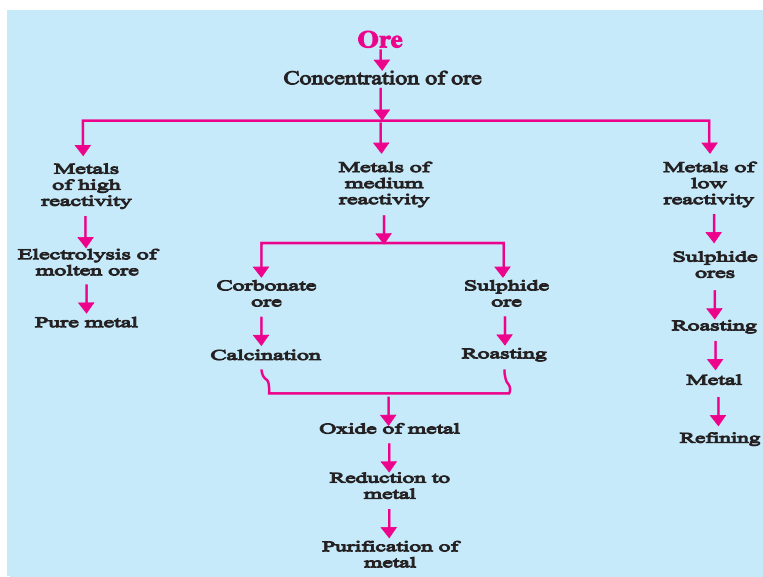 Ore
Concentration of ore
Metals
of high
reactivity
Electrolysis of
molten ore
Pure metal
Metals of
medium
reactivity
Corbonate
ore
Calcination
Sulphide
ore
Roasting
Oxide of metal
Reduction to
metal
Purification of
metal
Metals of
low
reactivity
Sulphide
ores
Roasting
Metal
Refining